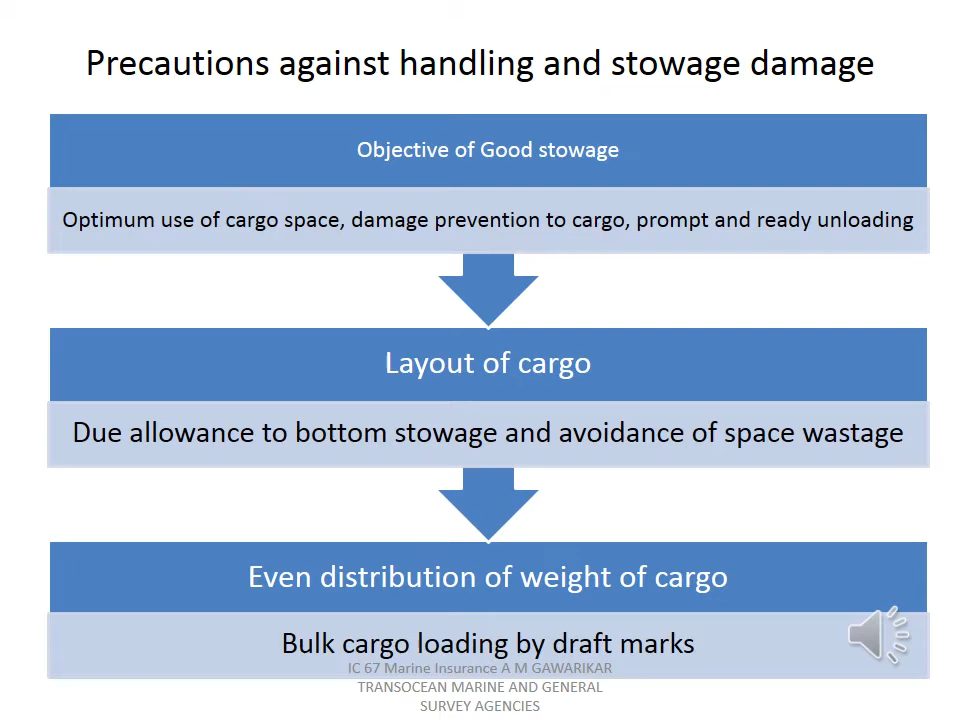 Precautions against handling and stowage damage
Objective of Good stowage
Optimum use of cargo space, damage prevention to cargo, prompt and ready unloading
Layout of cargo
Due allowance to bottom stowage and avoidance of space wastage
Even distribution of weight of cargo
Bulk cargo loading by draft marks
IC 67 Marine Insurance A M GAWARIKAR
TRANSOCEAN MARINE AND GENERAL
SURVEY AGENCIES